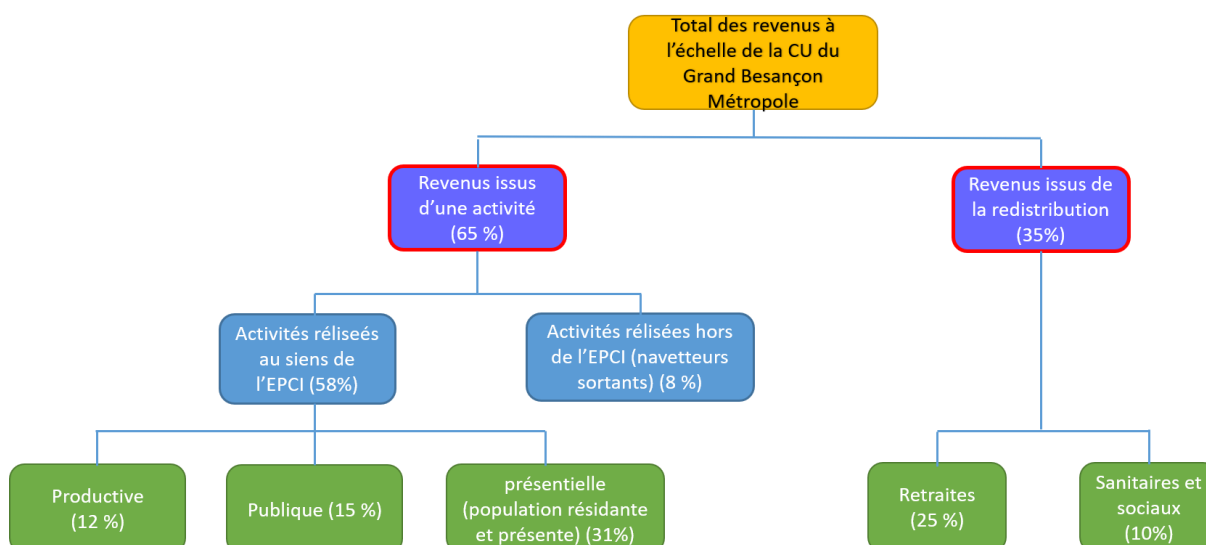 Total des revenus à
l'échelle de la CU du
Grand Besançon
Métropole
Revenus issus
d'une activité
(65 %)
Revenus issus de
la redistribution
(35%)
Activités réliseés
au siens de
l'EPCI (58%)
Activités rélisées hors
de l'EPCI (navetteurs
sortants) (8 %)
Productive
(12 %)
Publique (15 %)
présentielle
(population résidante
et présente) (31%)
Retraites
(25 %)
Sanitaires et
sociaux
(10%)